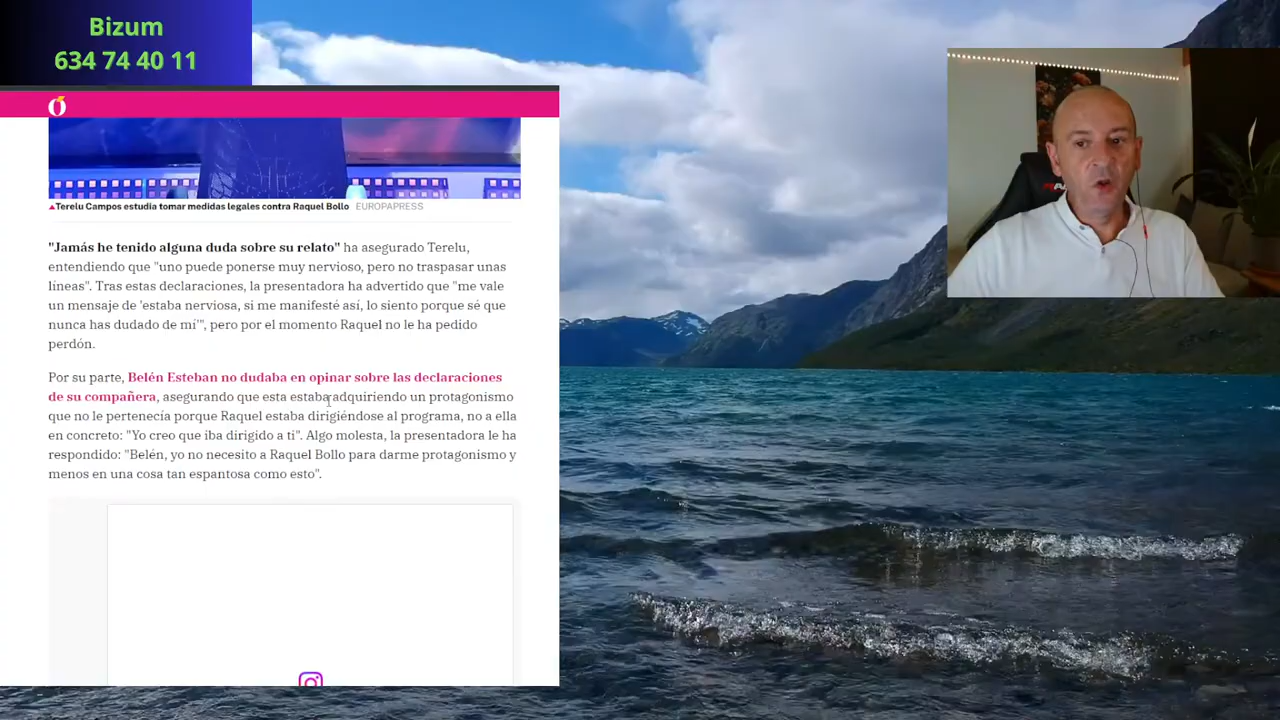 Bizum
634 74 40 11
Ó
Terelu Campos estudia tomar medidas legales contra Raquel Bollo EUROPAPRESS
"Jamás he tenido alguna duda sobre su relato" ha asegurado Terelu,
entendiendo que "uno puede ponerse muy nervioso, pero no traspasar unas
líneas". Tras estas declaraciones, la presentadora ha advertido que "me vale
un mensaje de 'estaba nerviosa, si me manifesté así, lo siento porque sé que
nunca has dudado de mí'", pero por el momento Raquel no le ha pedido
perdón.
Por su parte, Belén Esteban no dudaba en opinar sobre las declaraciones
de su compañera, asegurando que esta estaba adquiriendo un protagonismo
que no le pertenecía porque Raquel estaba dirigiéndose al programa, no a ella
en concreto: "Yo creo que iba dirigido a ti". Algo molesta, la presentadora le ha
respondido: "Belén, yo no necesito a Raquel Bollo para darme protagonismo y
menos en una cosa tan espantosa como esto".